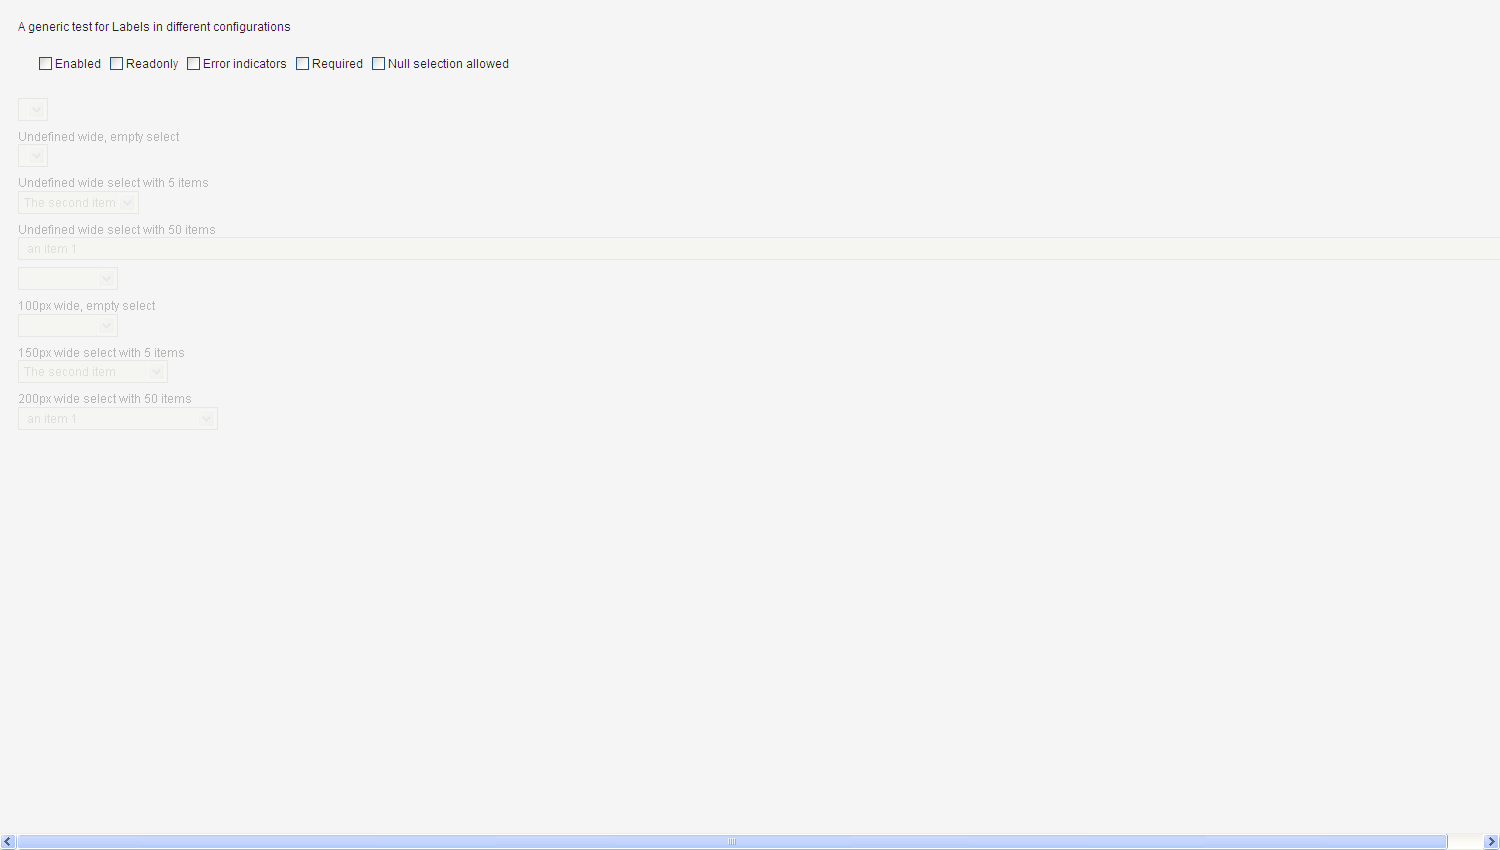 A generic test for Labels in different configurations
Enabled Readonly Error indicators Required Null selection allowed
Undefined wide, empty select
Undefined wide select with 5 items
The second item
Undefined wide select with 50 items
an item 1
100px wide, empty select
150px wide select with 5 items
The second item
200px wide select with 50 items
an item 1